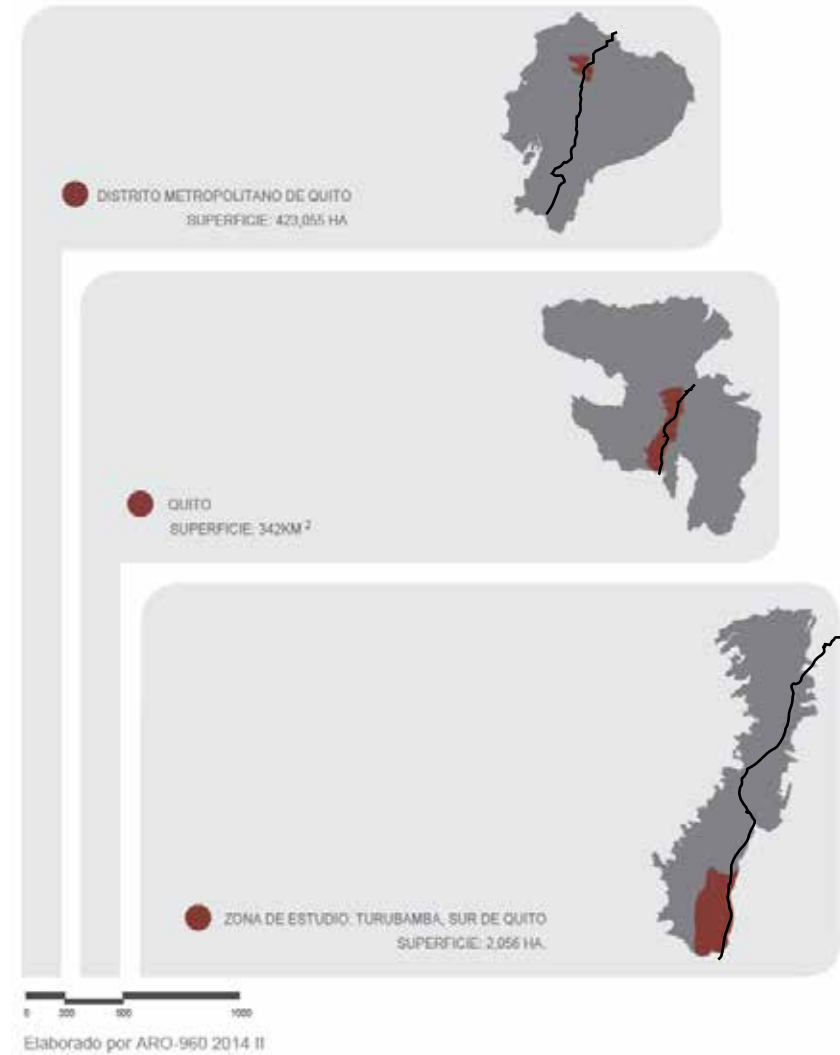 DISTRITO METROPOLITANO DE QUITO
SUPERFICIE: 423,055 HA
QUITO
SUPERFICIE: 342KM 2
ZONA DE ESTUDIO: TURUBAMBA, SUR DE QUITO
SUPERFICIE: 2,056 HA.
0 200 500 1000
Elaborado por ARO-960 2014 II